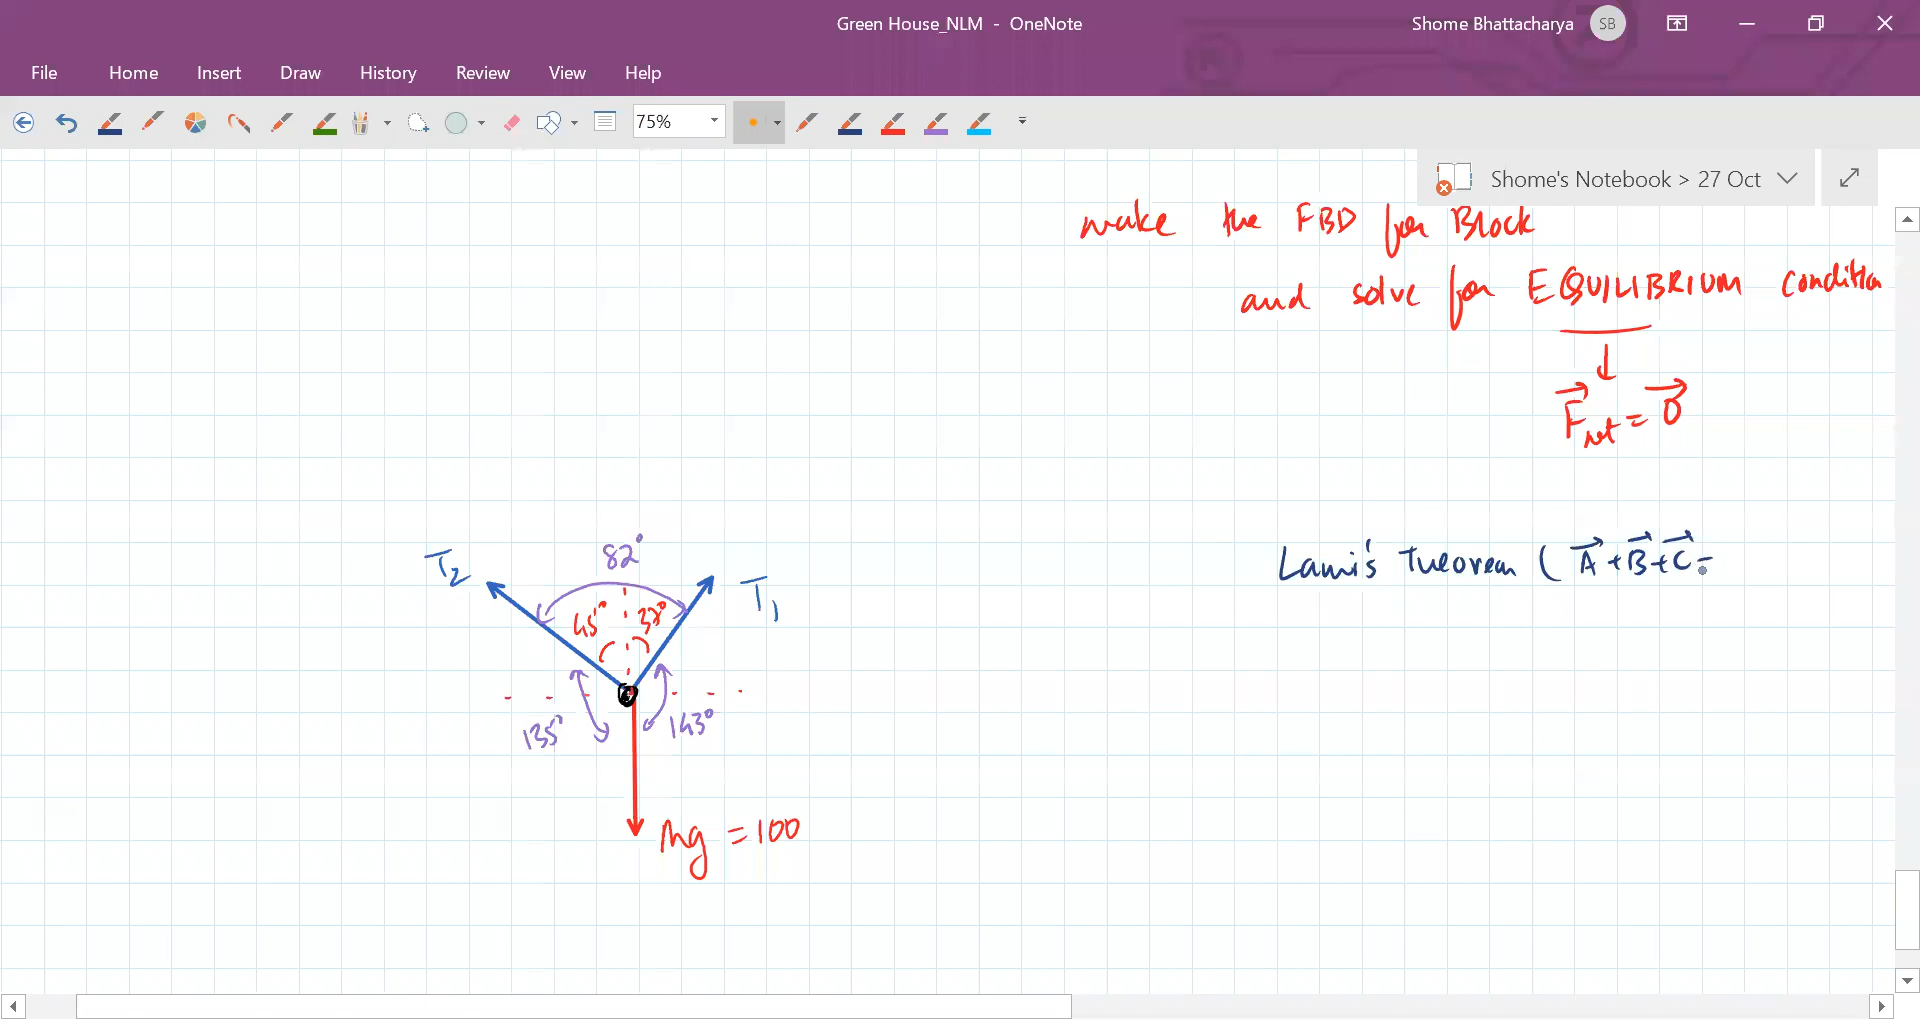 Green House_NLM - OneNote
Shome Bhattacharya SB
File Home Insert Draw History Review View Help
75%
Shome's Notebook > 27 Oct
make the FBD for Block
and solve for EQUILIBRIUM condition
F⃗net = 0⃗
Lami's Theorem ( A⃗ + B⃗ + C⃗ =
82°
T₂
T₁
45° 37°
135° 143°
Mg = 100